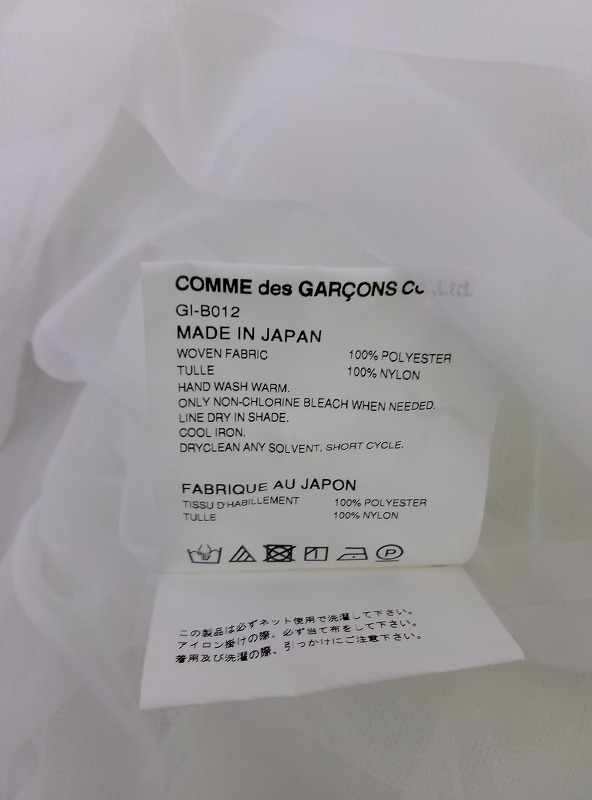 COMME des GARÇONS Co., Ltd.
GI-B012
MADE IN JAPAN
WOVEN FABRIC 100% POLYESTER
TULLE 100% NYLON
HAND WASH WARM.
ONLY NON-CHLORINE BLEACH WHEN NEEDED.
LINE DRY IN SHADE.
COOL IRON.
DRYCLEAN ANY SOLVENT, SHORT CYCLE.
FABRIQUE AU JAPON
TISSU D'HABILLEMENT 100% POLYESTER
TULLE 100% NYLON
P
この製品は必ずネット使用で洗濯して下さい。
アイロン掛けの際、必ず当て布をして下さい。
着用及び洗濯の際、引っかけにご注意下さい。